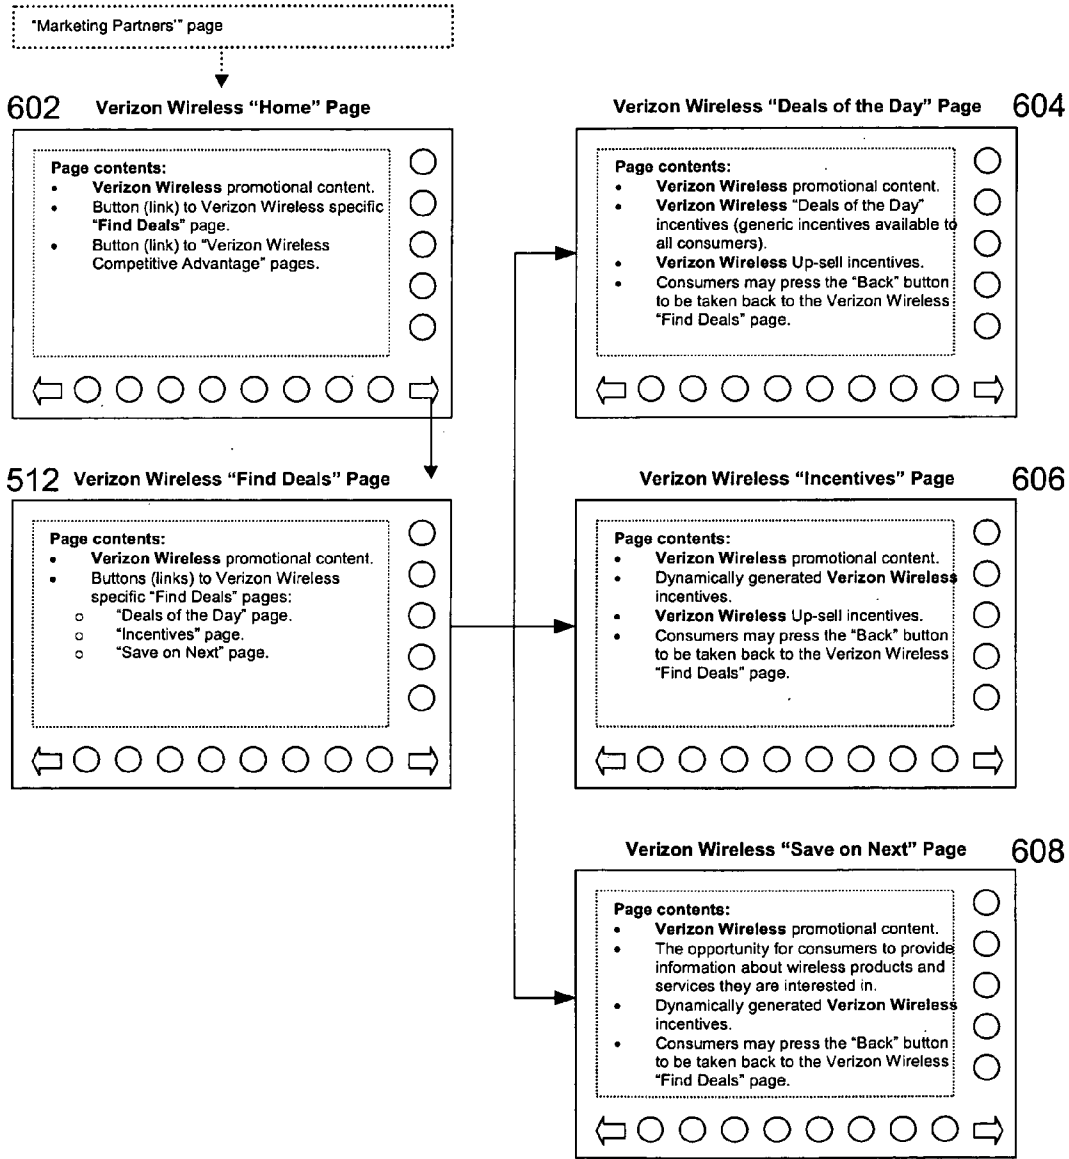 "Marketing Partners'" page
602 Verizon Wireless "Home" Page
Page contents:
• Verizon Wireless promotional content.
• Button (link) to Verizon Wireless specific
"Find Deals" page.
• Button (link) to "Verizon Wireless
Competitive Advantage" pages.
512 Verizon Wireless "Find Deals" Page
Page contents:
• Verizon Wireless promotional content.
• Buttons (links) to Verizon Wireless
specific "Find Deals" pages:
o "Deals of the Day" page.
o "Incentives" page.
o "Save on Next" page.
Verizon Wireless "Deals of the Day" Page 604
Page contents:
• Verizon Wireless promotional content.
• Verizon Wireless "Deals of the Day"
incentives (generic incentives available to
all consumers).
• Verizon Wireless Up-sell incentives.
• Consumers may press the "Back" button
to be taken back to the Verizon Wireless
"Find Deals" page.
Verizon Wireless "Incentives" Page 606
Page contents:
• Verizon Wireless promotional content.
• Dynamically generated Verizon Wireless
incentives.
• Verizon Wireless Up-sell incentives.
• Consumers may press the "Back" button
to be taken back to the Verizon Wireless
"Find Deals" page.
Verizon Wireless "Save on Next" Page 608
Page contents:
• Verizon Wireless promotional content.
• The opportunity for consumers to provide
information about wireless products and
services they are interested in.
• Dynamically generated Verizon Wireless
incentives.
• Consumers may press the "Back" button
to be taken back to the Verizon Wireless
"Find Deals" page.